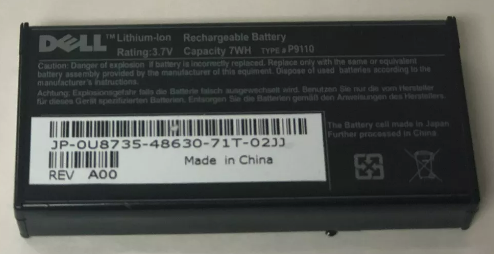 DELL™ Lithium-Ion Rechargeable Battery
Rating:3.7V Capacity 7WH TYPE # P9110
Caution: Danger of explosion if battery is incorrectly replaced. Replace only with the same or equivalent
battery assembly provided by the manufacturer of this equipment. Dispose of used batteries according to the
manufacturer's instructions.
Achtung: Explosionsgefahr falls die Batterie falsch ausgewechselt wird. Benutzen Sie nur die vom Hersteller
für dieses Gerät spezifizierten Batterien. Entsorgen Sie die Batterien gemäß den Anweisungen des Herstellers.
The Battery cell made in Japan
Further processed in China
JP-0U8735-48630-71T-02JJ
Made in China
REV A00